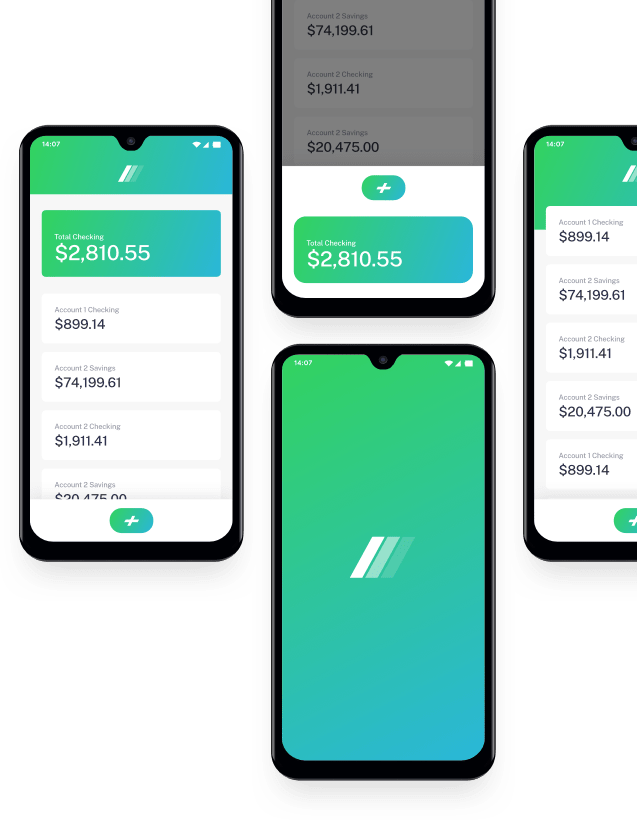 14:07
Total Checking
$2,810.55
Account 1 Checking
$899.14
Account 2 Savings
$74,199.61
Account 2 Checking
$1,911.41
Account 2 Savings
$20,475.00
Account 2 Savings
$74,199.61
Account 2 Checking
$1,911.41
Account 2 Savings
$20,475.00
Total Checking
$2,810.55
14:07
14:07
Account 1 Checking
$899.14
Account 2 Savings
$74,199.61
Account 2 Checking
$1,911.41
Account 2 Savings
$20,475.00
Account 1 Checking
$899.14